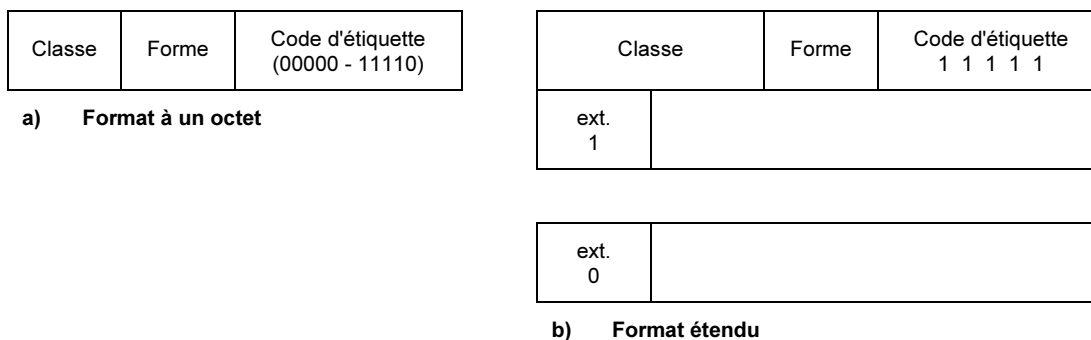 Classe Forme Code d'étiquette
(00000 - 11110)
a) Format à un octet
Classe Forme Code d'étiquette
1 1 1 1 1
ext.
1
ext.
0
b) Format étendu